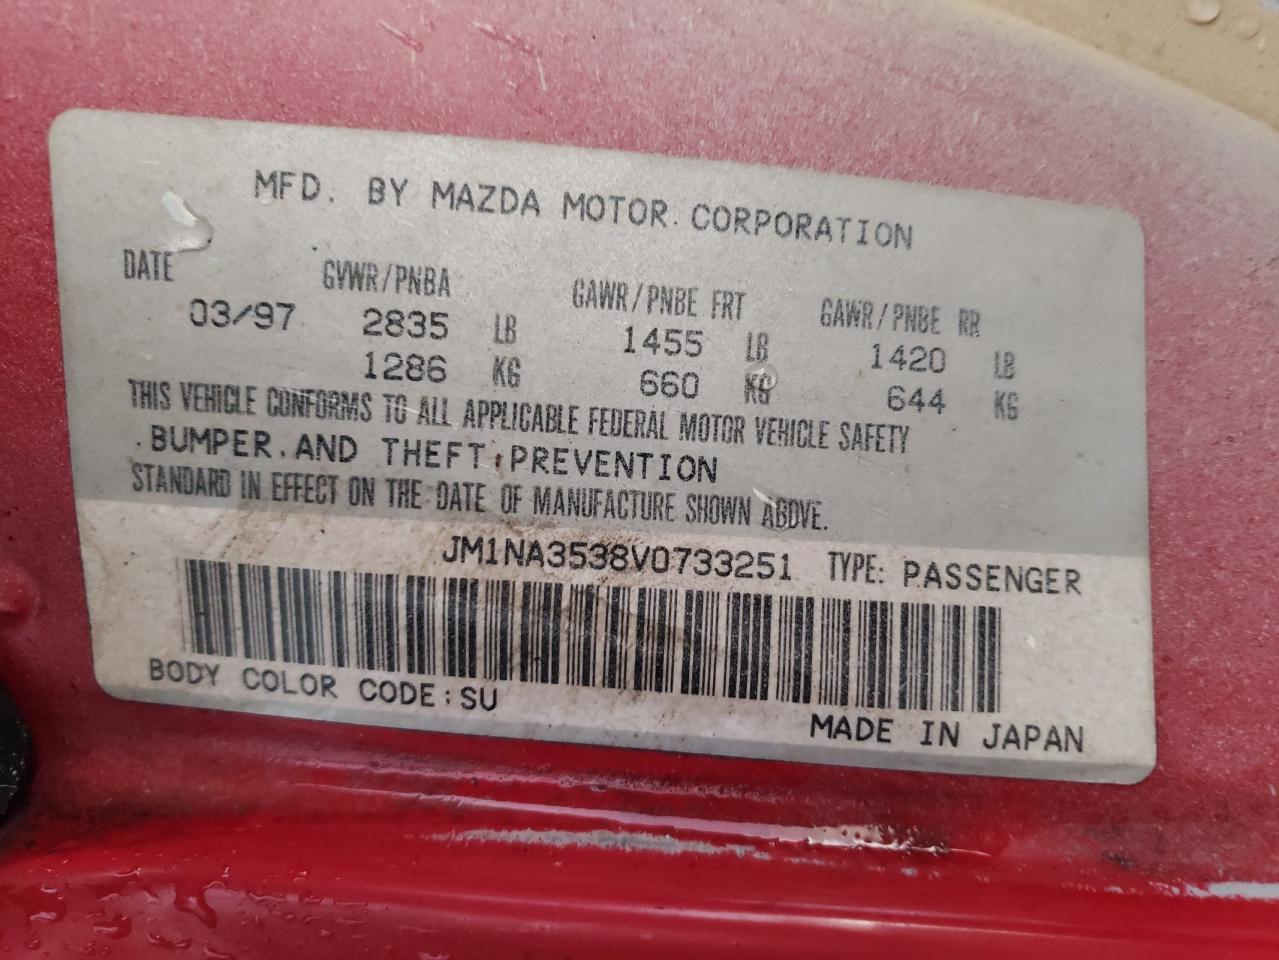 MFD. BY MAZDA MOTOR CORPORATION
DATE GVWR/PNBA GAWR/PNBE FRT GAWR/PNBE RR
03/97 2835 LB 1455 LB 1420 LB
1286 KG 660 KG 644 KG
THIS VEHICLE CONFORMS TO ALL APPLICABLE FEDERAL MOTOR VEHICLE SAFETY
BUMPER, AND THEFT PREVENTION
STANDARD IN EFFECT ON THE DATE OF MANUFACTURE SHOWN ABOVE.
JM1NA3538V0733251 TYPE: PASSENGER
BODY COLOR CODE:SU
MADE IN JAPAN